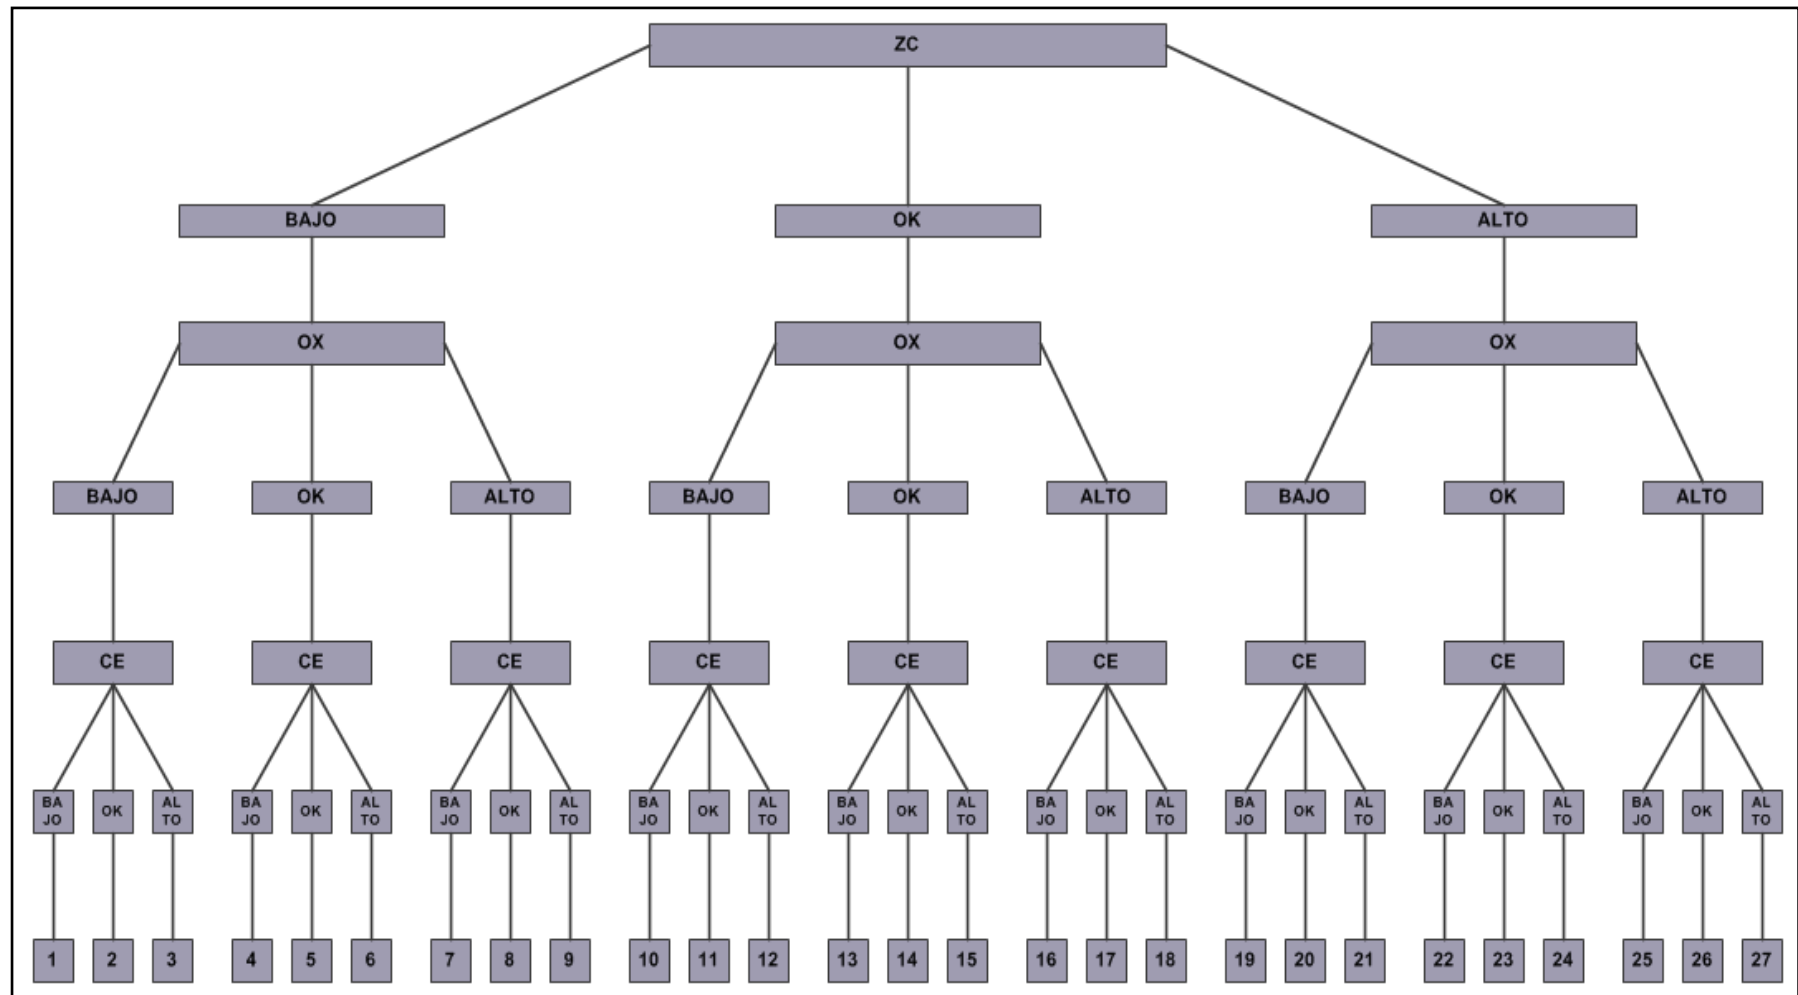 ZC
BAJO OK ALTO
OX OX OX
BAJO OK ALTO BAJO OK ALTO BAJO OK ALTO
CE CE CE CE CE CE CE CE CE
BA OK AL BA OK AL BA OK AL BA OK AL BA OK AL BA OK AL BA OK AL BA OK AL BA OK AL
JO TO JO TO JO TO JO TO JO TO JO TO JO TO JO TO JO TO
1 2 3 4 5 6 7 8 9 10 11 12 13 14 15 16 17 18 19 20 21 22 23 24 25 26 27